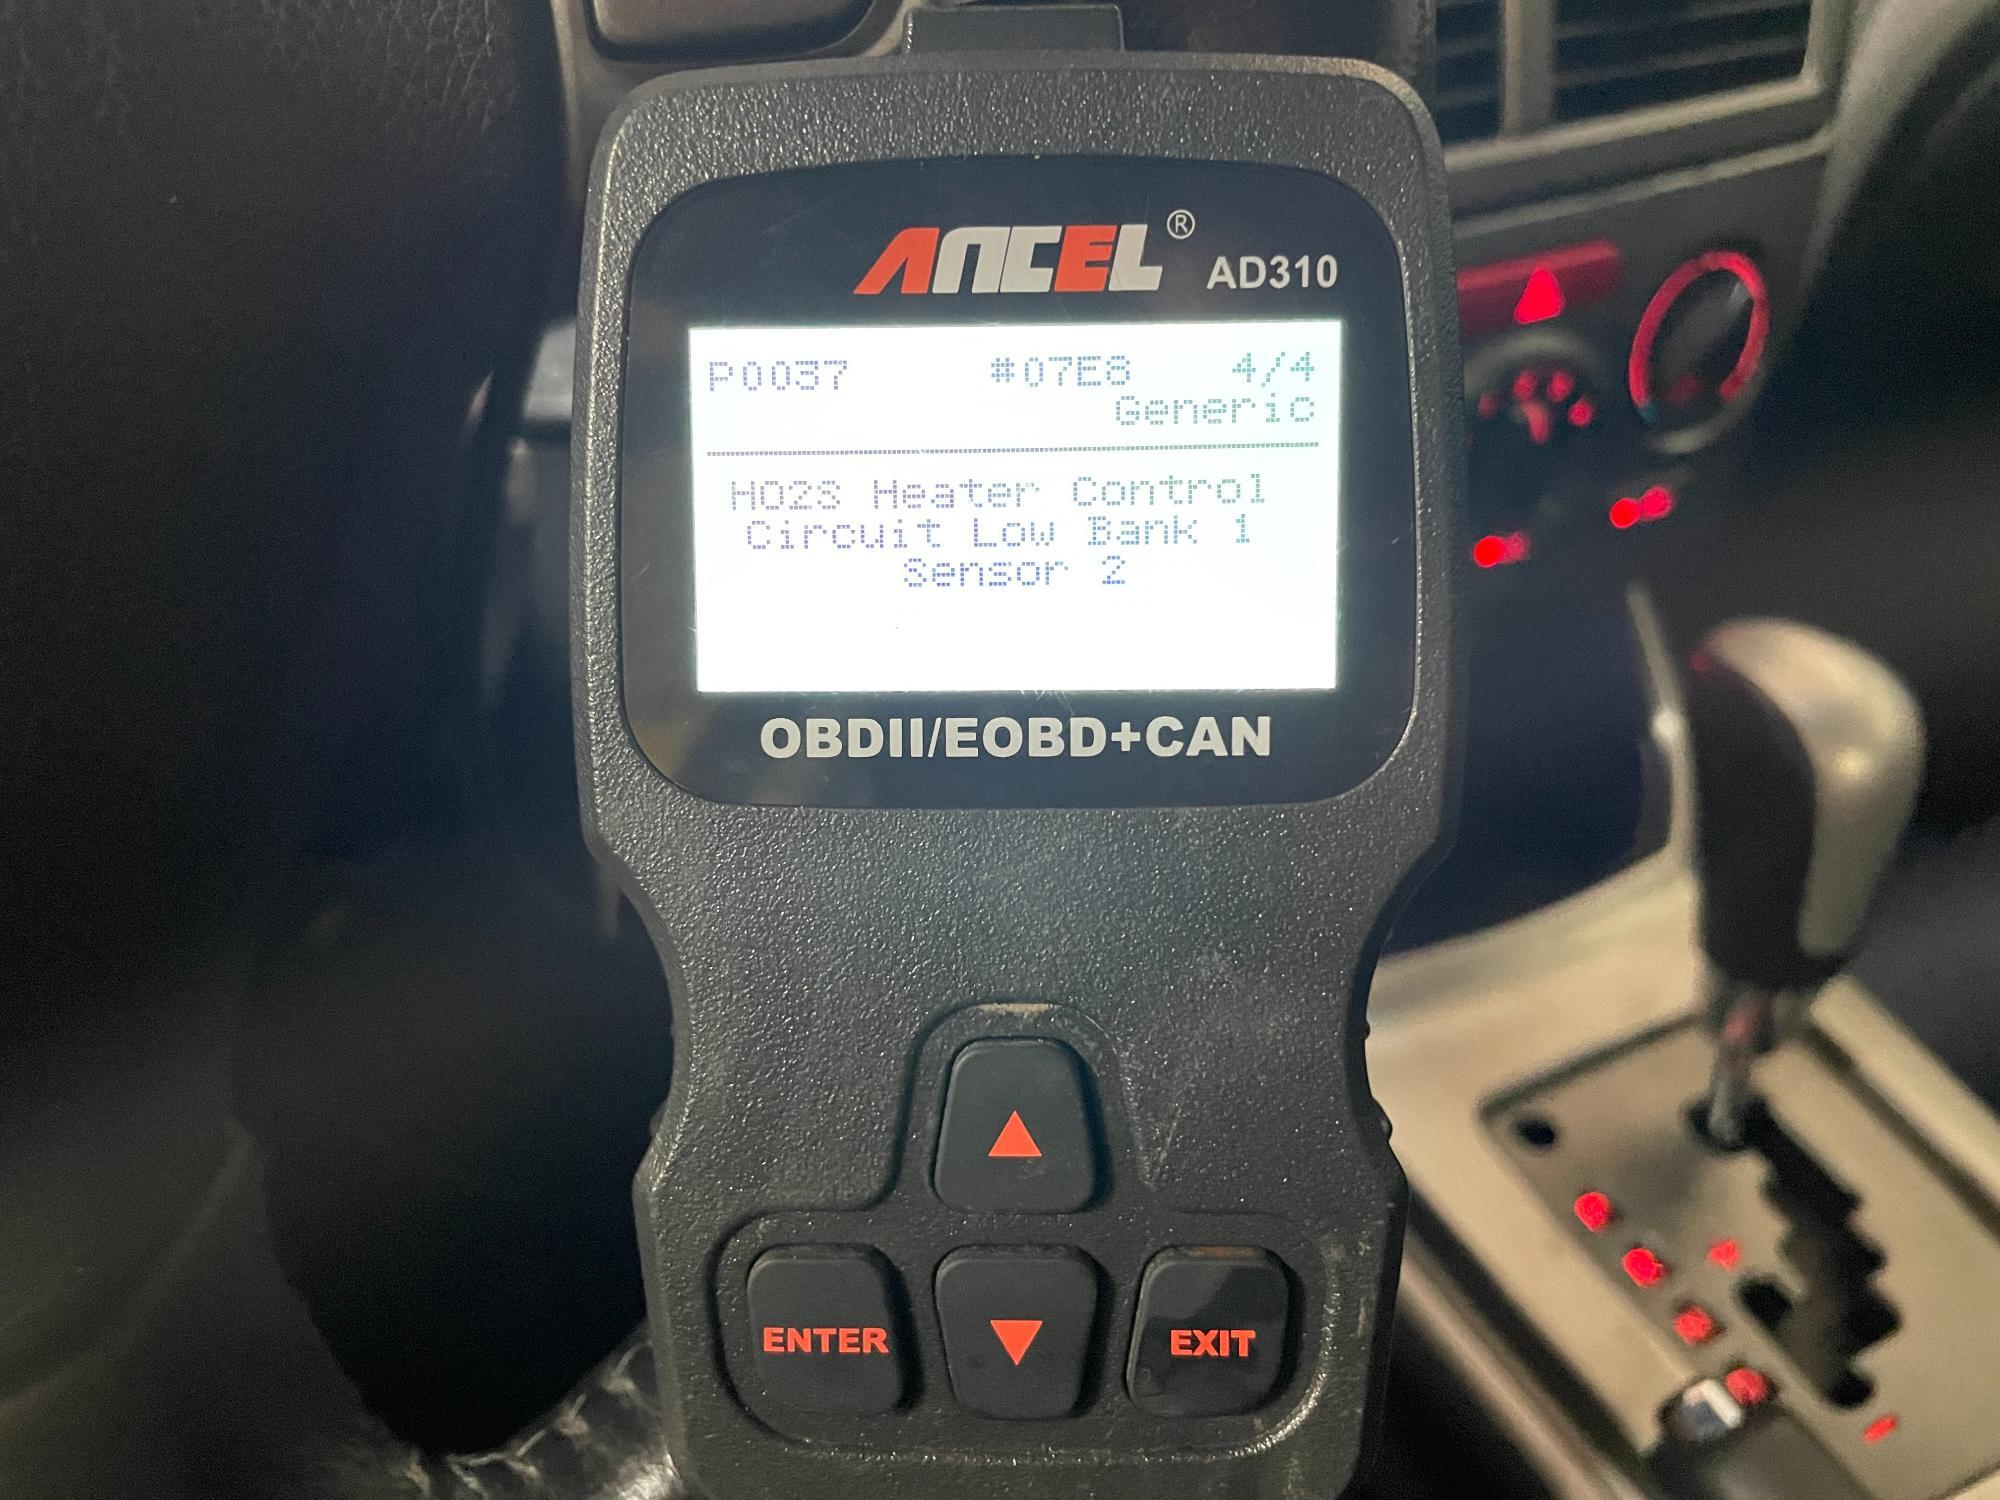 ANCEL® AD310
P0037 #07E8 4/4
Generic
HO2S Heater Control
Circuit Low Bank 1
Sensor 2
OBDII/EOBD+CAN
ENTER EXIT